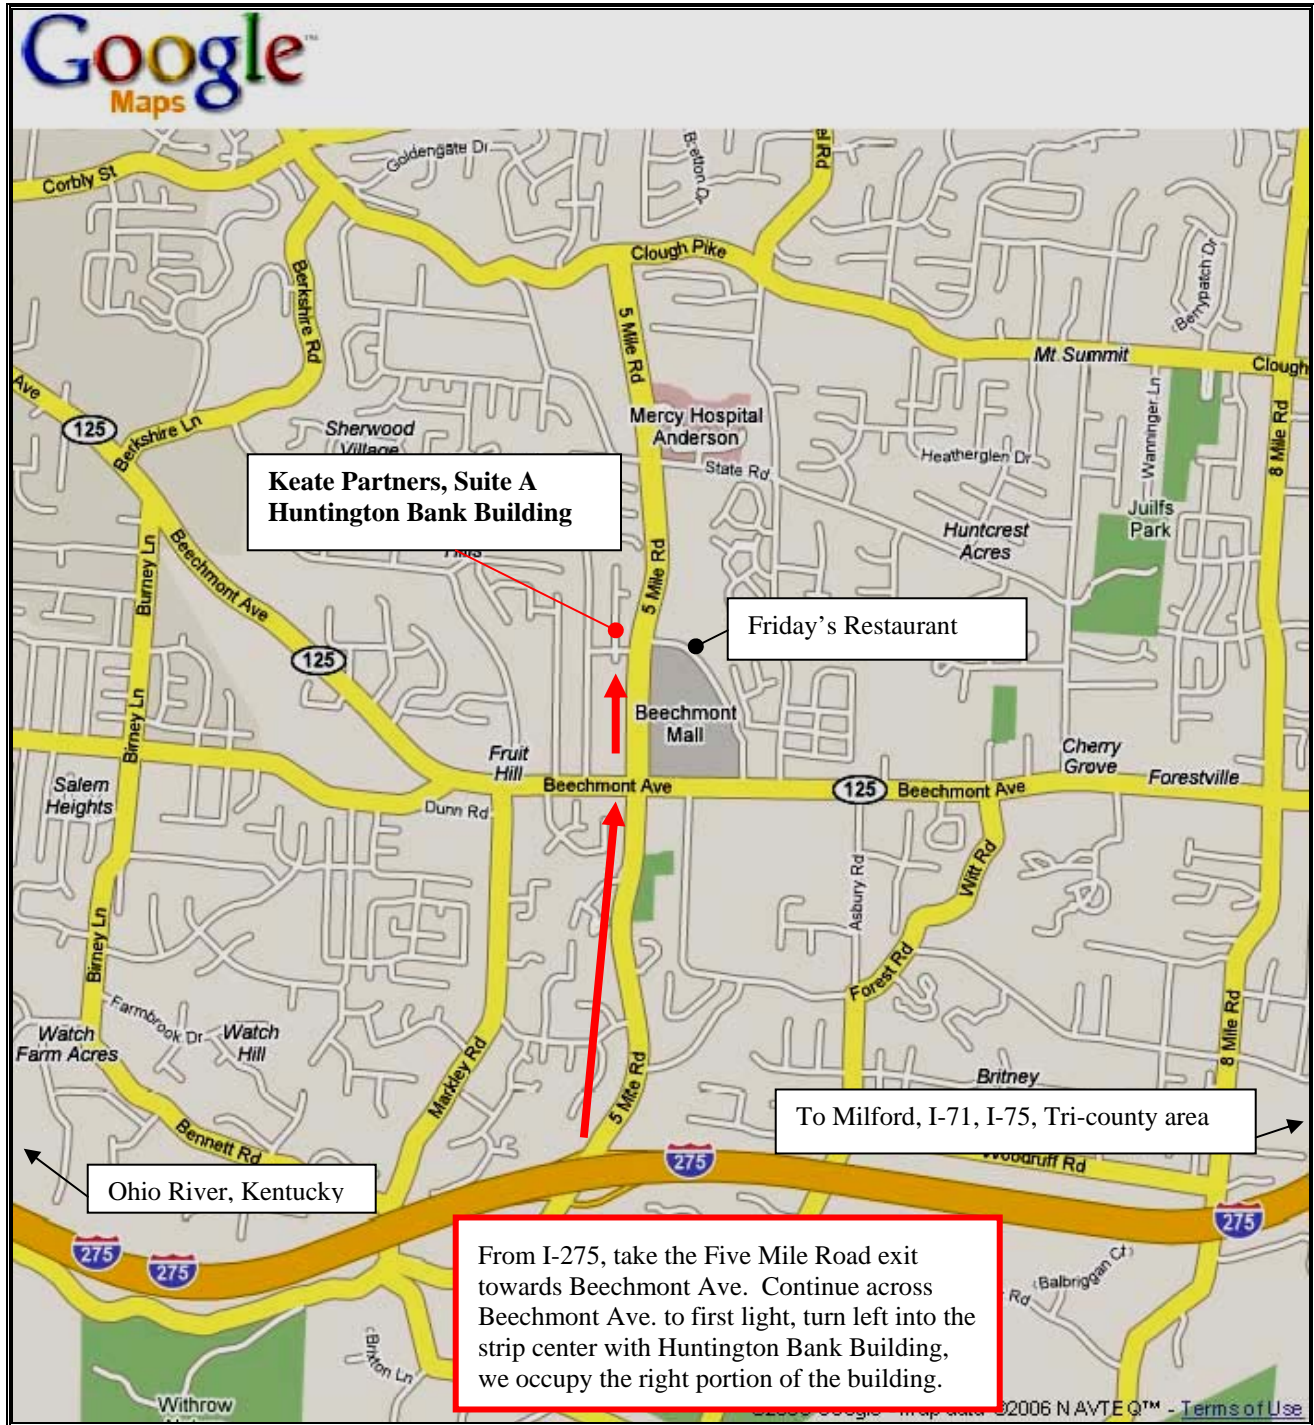 Google™
Maps
Goldengate Dr
Corbly St
Clough Pike
Berkshire Rd
5 Mile Rd
Berrypatch Dr
Mt Summit
Clough
Ave
125
Berkshire Ln
Sherwood
Village
Mercy Hospital
Anderson
State Rd
Heatherglen Dr
Wanninger Ln
8 Mile Rd
Keate Partners, Suite A
Huntington Bank Building
Juilfs
Park
Huntcrest
Acres
Burney Ln
Beechmont Ave
5 Mile Rd
Friday's Restaurant
125
Birney Ln
Beechmont
Mall
Fruit
Hill
Cherry
Grove
Forestville
Salem
Heights
Beechmont Ave
125
Beechmont Ave
Dunn Rd
Asbury Rd
Witt Rd
Birney Ln
Forest Rd
Farmbrook Dr
Watch
Farm Acres
Watch
Hill
Markley Rd
5 Mile Rd
8 Mile Rd
Britney
To Milford, I-71, I-75, Tri-county area
Bennett Rd
275
Woodruff Rd
Ohio River, Kentucky
275
275
275
From I-275, take the Five Mile Road exit
towards Beechmont Ave. Continue across
Beechmont Ave. to first light, turn left into the
strip center with Huntington Bank Building,
we occupy the right portion of the building.
Balbriggan Ct
Rd
Brixton Ln
Withrow
©2006 NAVTEQ™ - Terms of Use